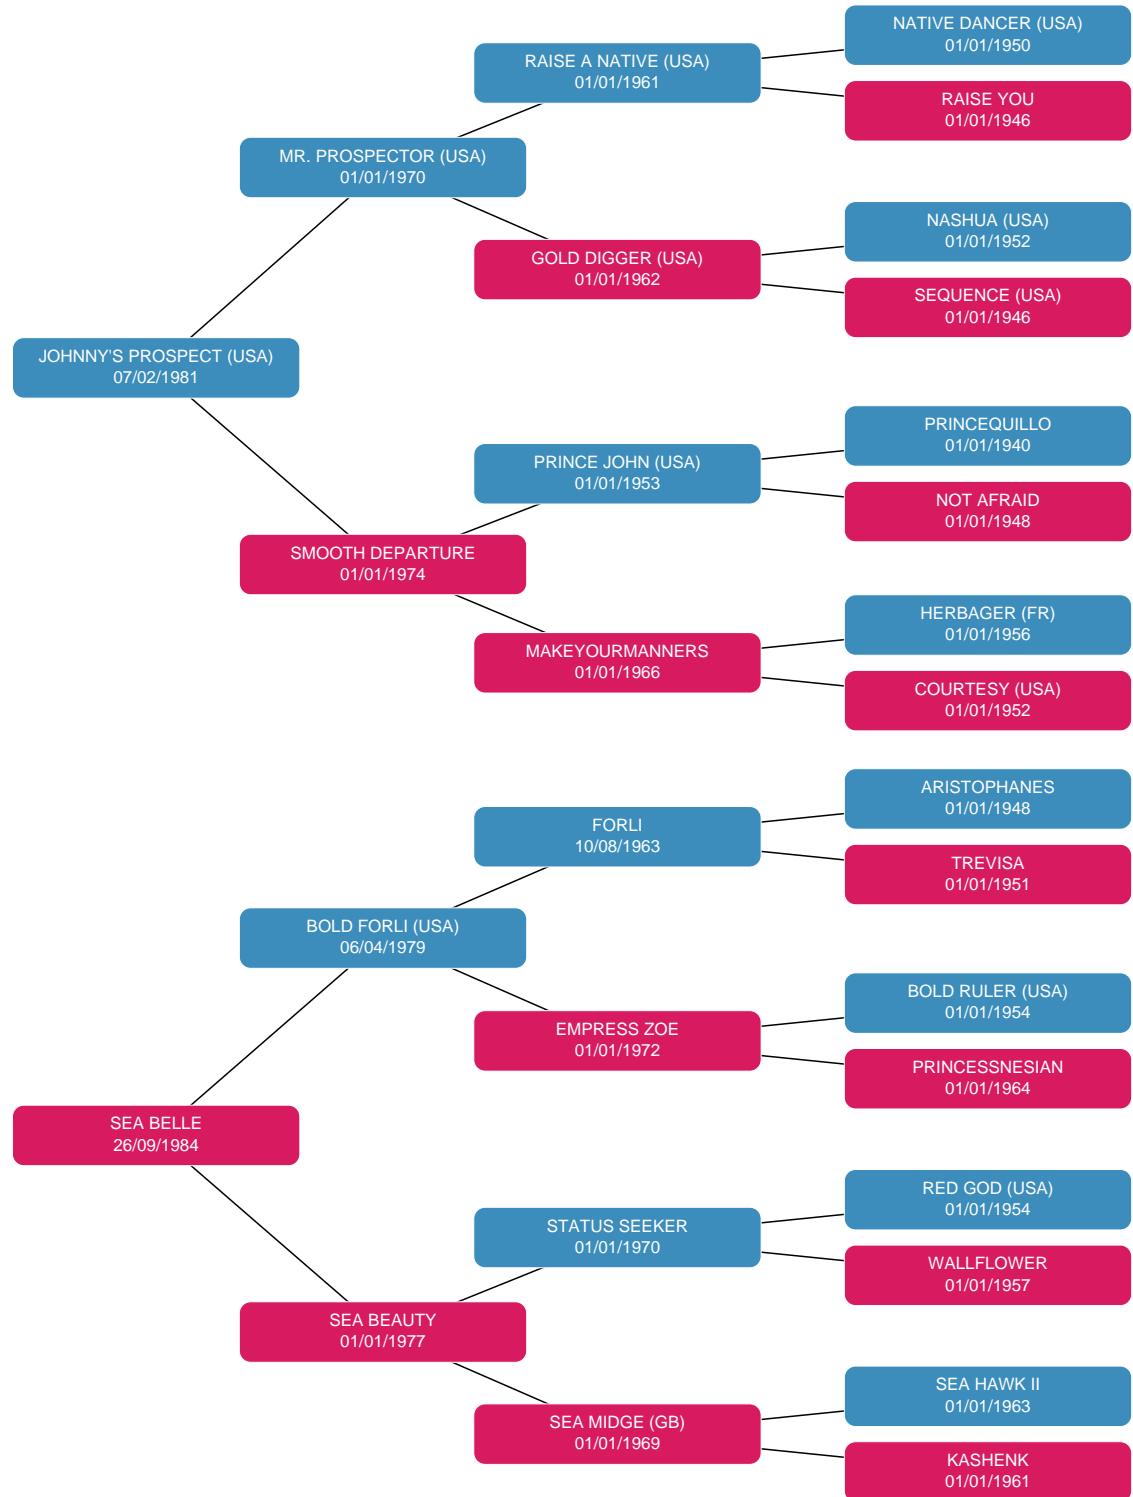 NATIVE DANCER (USA)
01/01/1950
RAISE A NATIVE (USA)
01/01/1961
RAISE YOU
01/01/1946
MR. PROSPECTOR (USA)
01/01/1970
NASHUA (USA)
01/01/1952
GOLD DIGGER (USA)
01/01/1962
SEQUENCE (USA)
01/01/1946
JOHNNY'S PROSPECT (USA)
07/02/1981
PRINCEQUILLO
01/01/1940
PRINCE JOHN (USA)
01/01/1953
NOT AFRAID
01/01/1948
SMOOTH DEPARTURE
01/01/1974
HERBAGER (FR)
01/01/1956
MAKEYOURMANNERS
01/01/1966
COURTESY (USA)
01/01/1952
ARISTOPHANES
01/01/1948
FORLI
10/08/1963
TREVISA
01/01/1951
BOLD FORLI (USA)
06/04/1979
BOLD RULER (USA)
01/01/1954
EMPRESS ZOE
01/01/1972
PRINCESSNESIAN
01/01/1964
SEA BELLE
26/09/1984
RED GOD (USA)
01/01/1954
STATUS SEEKER
01/01/1970
WALLFLOWER
01/01/1957
SEA BEAUTY
01/01/1977
SEA HAWK II
01/01/1963
SEA MIDGE (GB)
01/01/1969
KASHENK
01/01/1961